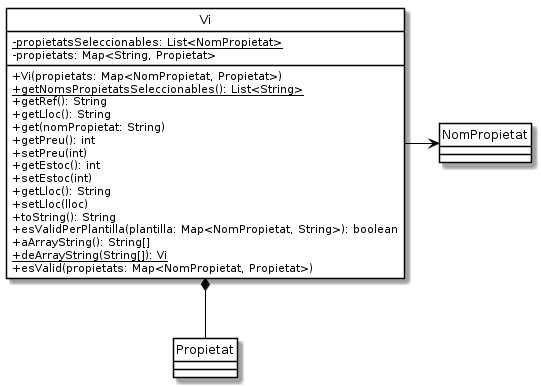 Vi
-propietatsSeleccionables: List<NomPropietat>
-propietats: Map<String, Propietat>
+Vi(propietats: Map<NomPropietat, Propietat>)
+getNomsPropietatsSeleccionables(): List<String>
+getRef(): String
+getLloc(): String
+get(nomPropietat: String)
+getPreu(): int
+setPreu(int)
+getEstoc(): int
+setEstoc(int)
+getLloc(): String
+setLloc(lloc)
+toString(): String
+esValidPerPlantilla(plantilla: Map<NomPropietat, String>): boolean
+aArrayString(): String[]
+deArrayString(String[]): Vi
+esValid(propietats: Map<NomPropietat, Propietat>)
NomPropietat
Propietat